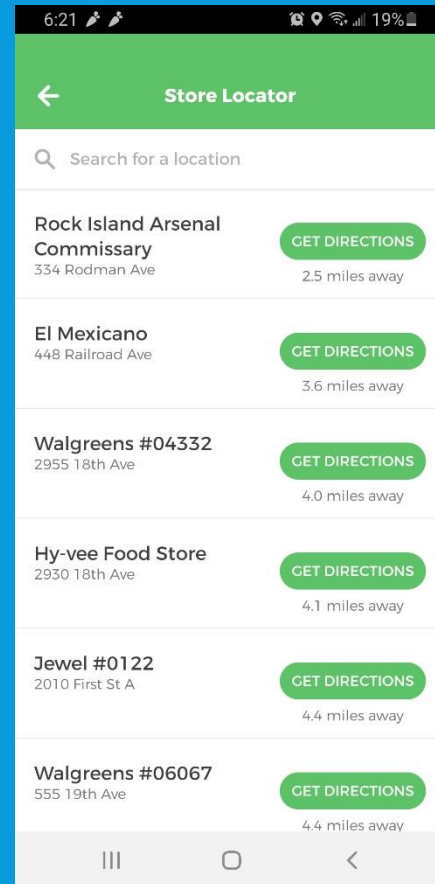 6:21 19%
Store Locator
Search for a location
Rock Island Arsenal
Commissary
334 Rodman Ave
GET DIRECTIONS
2.5 miles away
El Mexicano
448 Railroad Ave
GET DIRECTIONS
3.6 miles away
Walgreens #04332
2955 18th Ave
GET DIRECTIONS
4.0 miles away
Hy-vee Food Store
2930 18th Ave
GET DIRECTIONS
4.1 miles away
Jewel #0122
2010 First St A
GET DIRECTIONS
4.4 miles away
Walgreens #06067
555 19th Ave
GET DIRECTIONS
4.4 miles away